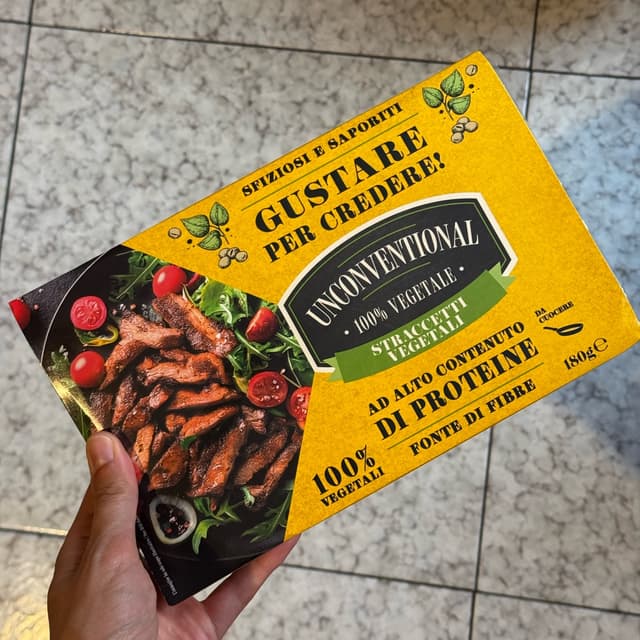 SFIZIOSI E SAPORITI
GUSTARE
PER CREDERE!
UNCONVENTIONAL
• 100% VEGETALE •
STRACCETTI
VEGETALI
AD ALTO CONTENUTO
DI PROTEINE
FONTE DI FIBRE
DA
CUOCERE
180g℮
100%
VEGETALI